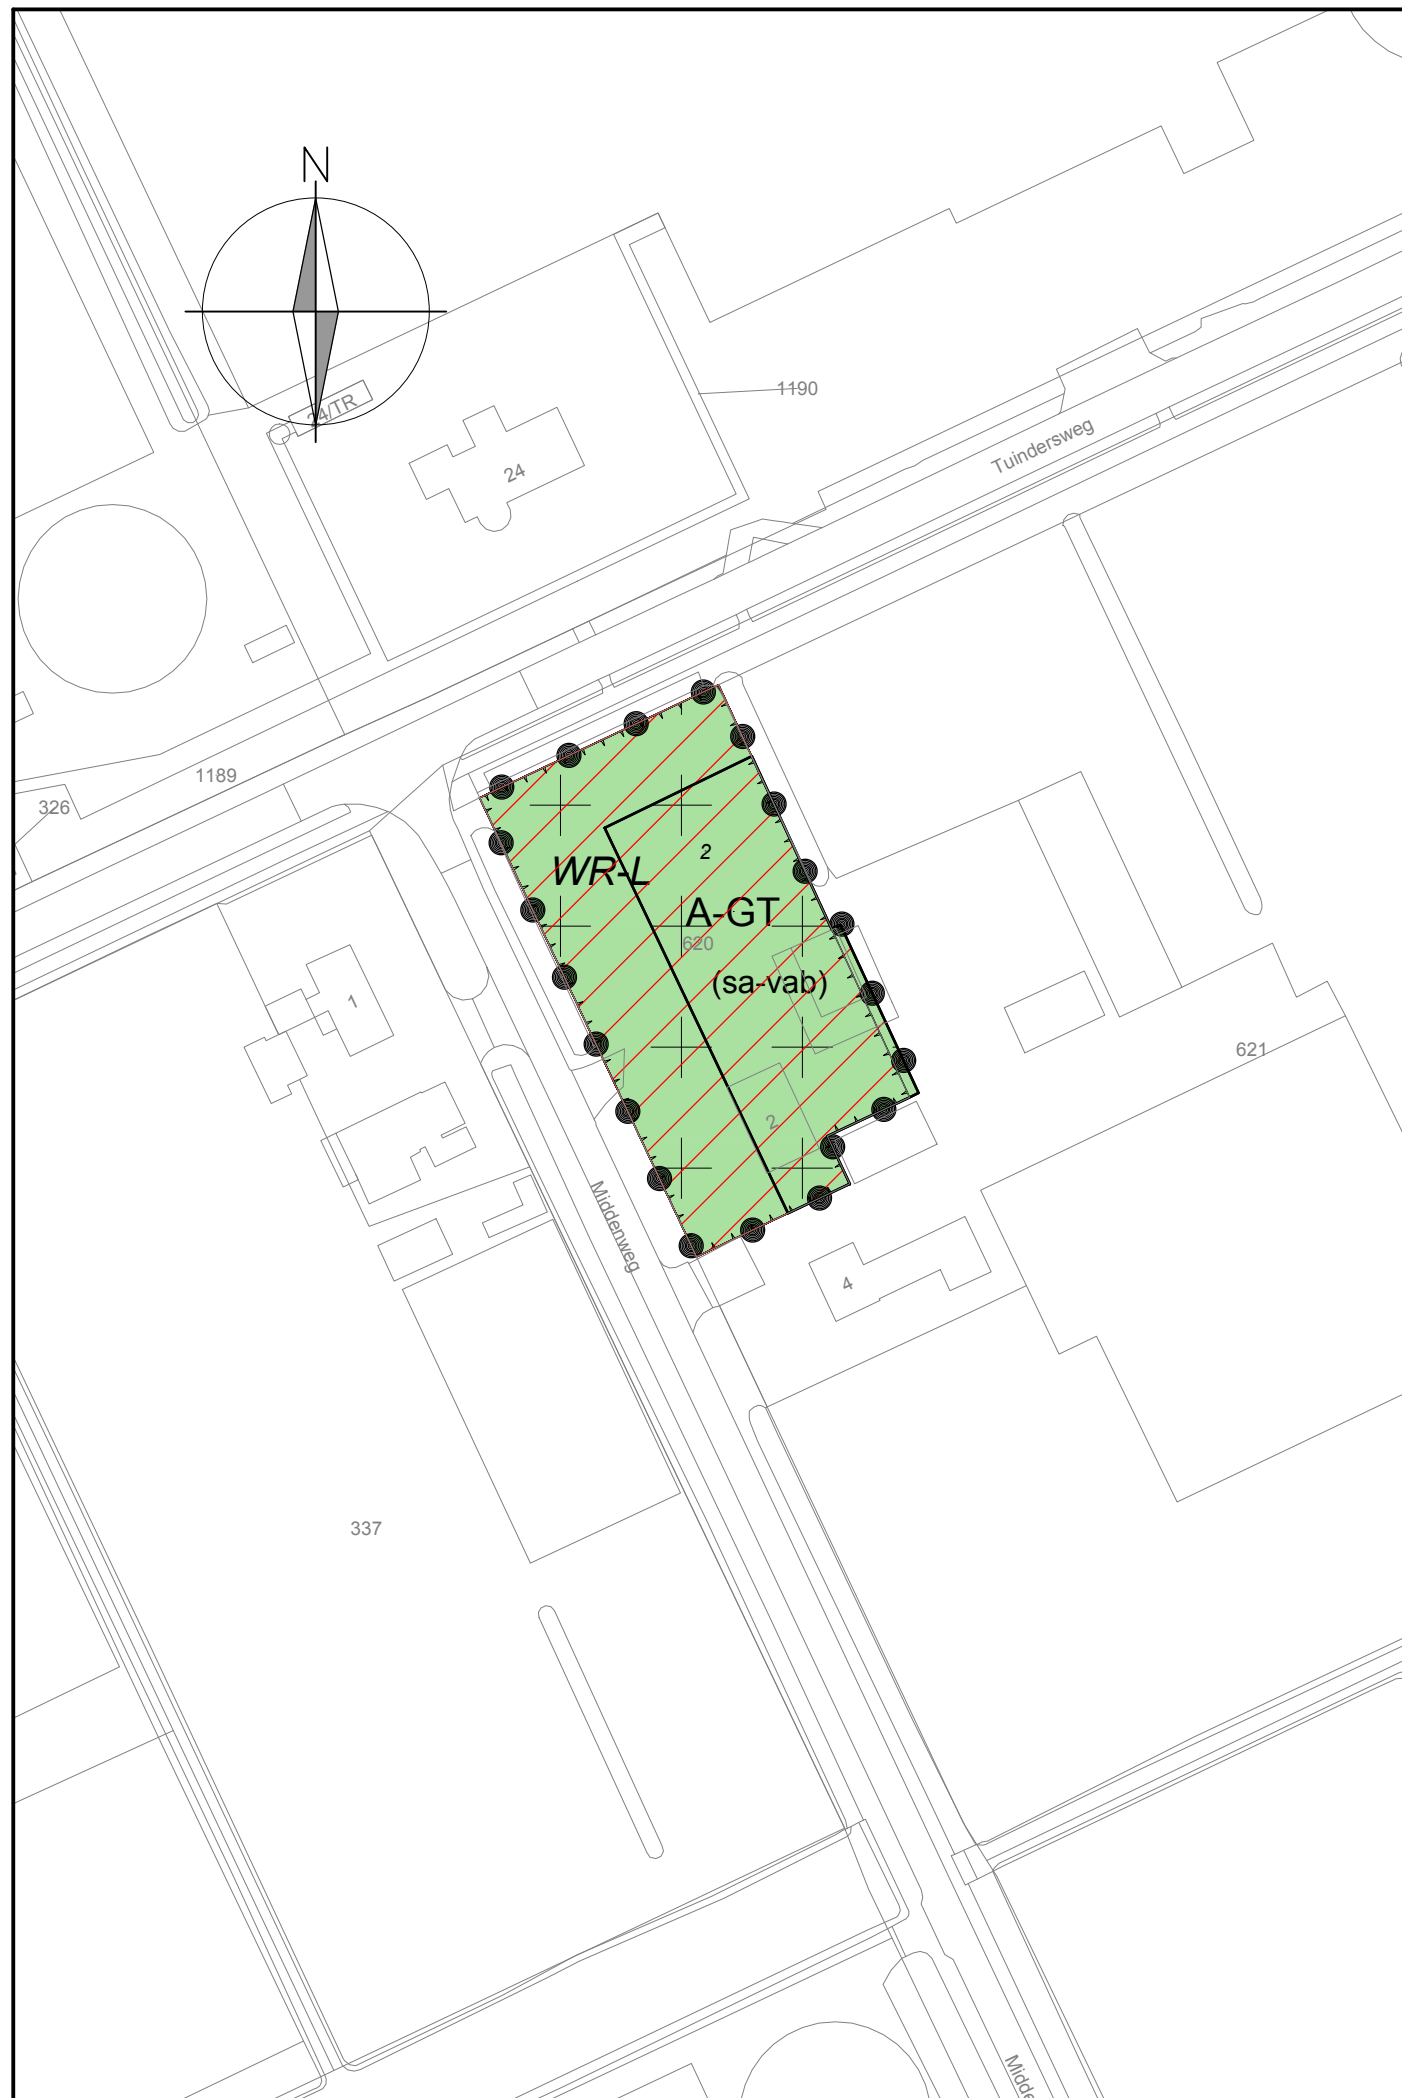 N
1190
24/TR
24
Tuindersweg
1189
326
2
WR-L
A-GT
620
(sa-vab)
1
621
2
Middenweg
4
337
Midde